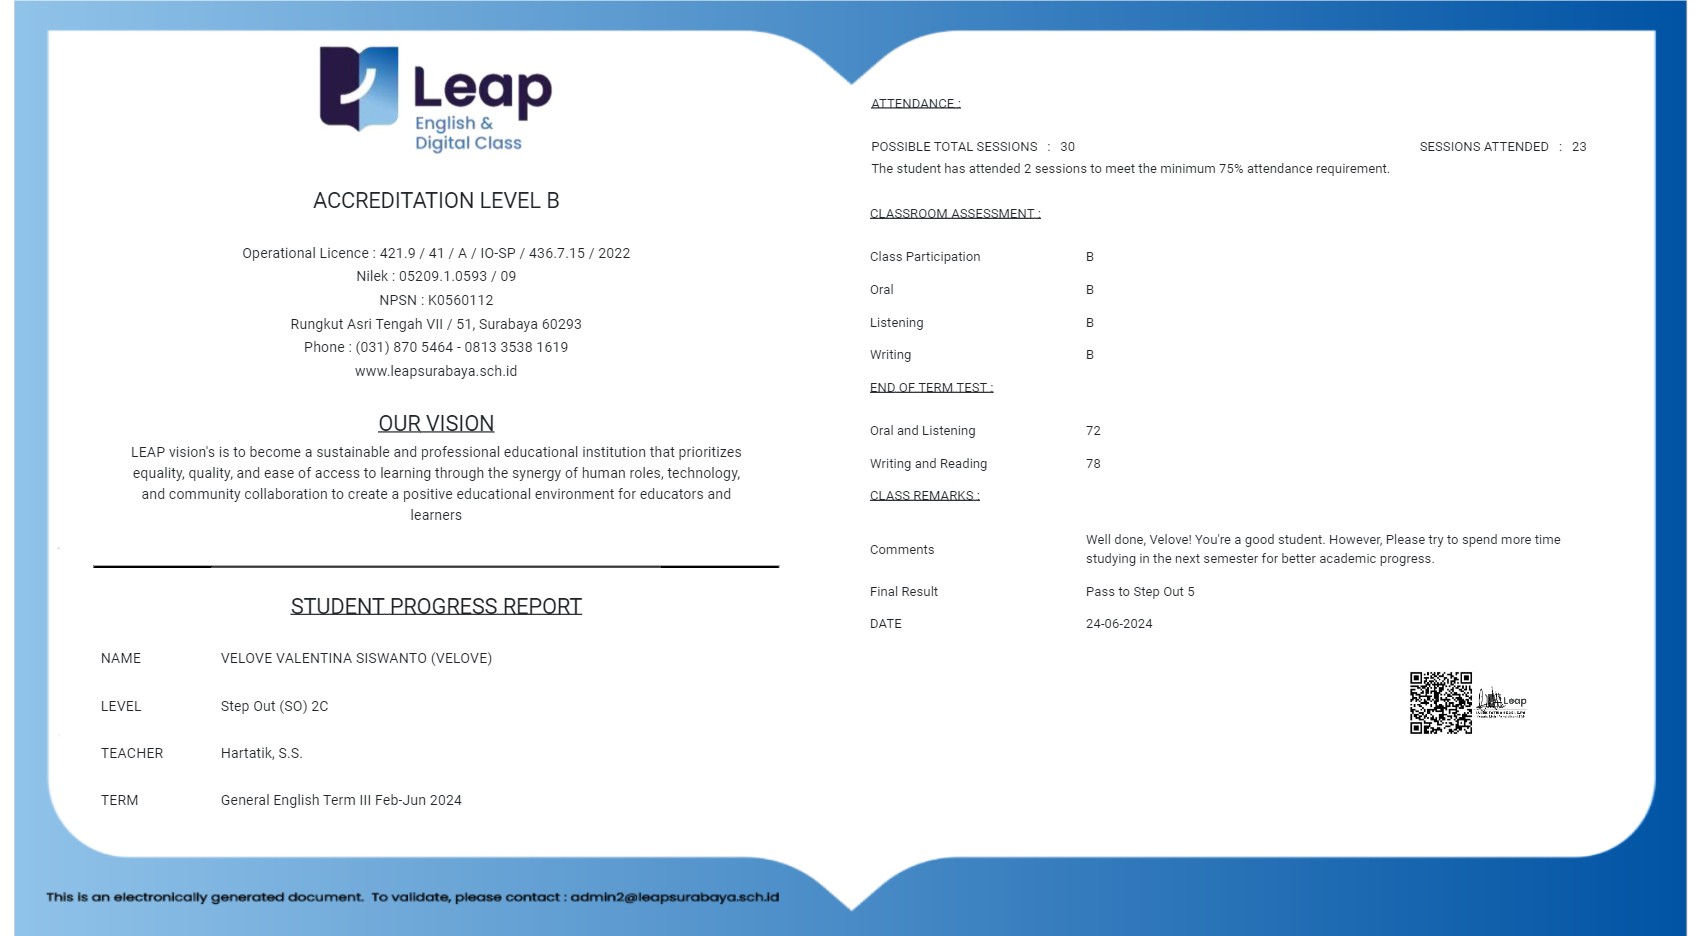 Leap
English &
Digital Class
ACCREDITATION LEVEL B
Operational Licence : 421.9 / 41 / A / IO-SP / 436.7.15 / 2022
Nilek : 05209.1.0593 / 09
NPSN : K0560112
Rungkut Asri Tengah VII / 51, Surabaya 60293
Phone : (031) 870 5464 - 0813 3538 1619
www.leapsurabaya.sch.id
OUR VISION
LEAP vision's is to become a sustainable and professional educational institution that prioritizes
equality, quality, and ease of access to learning through the synergy of human roles, technology,
and community collaboration to create a positive educational environment for educators and
learners
STUDENT PROGRESS REPORT
NAME VELOVE VALENTINA SISWANTO (VELOVE)
LEVEL Step Out (SO) 2C
TEACHER Hartatik, S.S.
TERM General English Term III Feb-Jun 2024
ATTENDANCE :
POSSIBLE TOTAL SESSIONS : 30 SESSIONS ATTENDED : 23
The student has attended 2 sessions to meet the minimum 75% attendance requirement.
CLASSROOM ASSESSMENT :
Class Participation B
Oral B
Listening B
Writing B
END OF TERM TEST :
Oral and Listening 72
Writing and Reading 78
CLASS REMARKS :
Comments Well done, Velove! You're a good student. However, Please try to spend more time
studying in the next semester for better academic progress.
Final Result Pass to Step Out 5
DATE 24-06-2024
Leap
This is an electronically generated document. To validate, please contact : admin2@leapsurabaya.sch.id